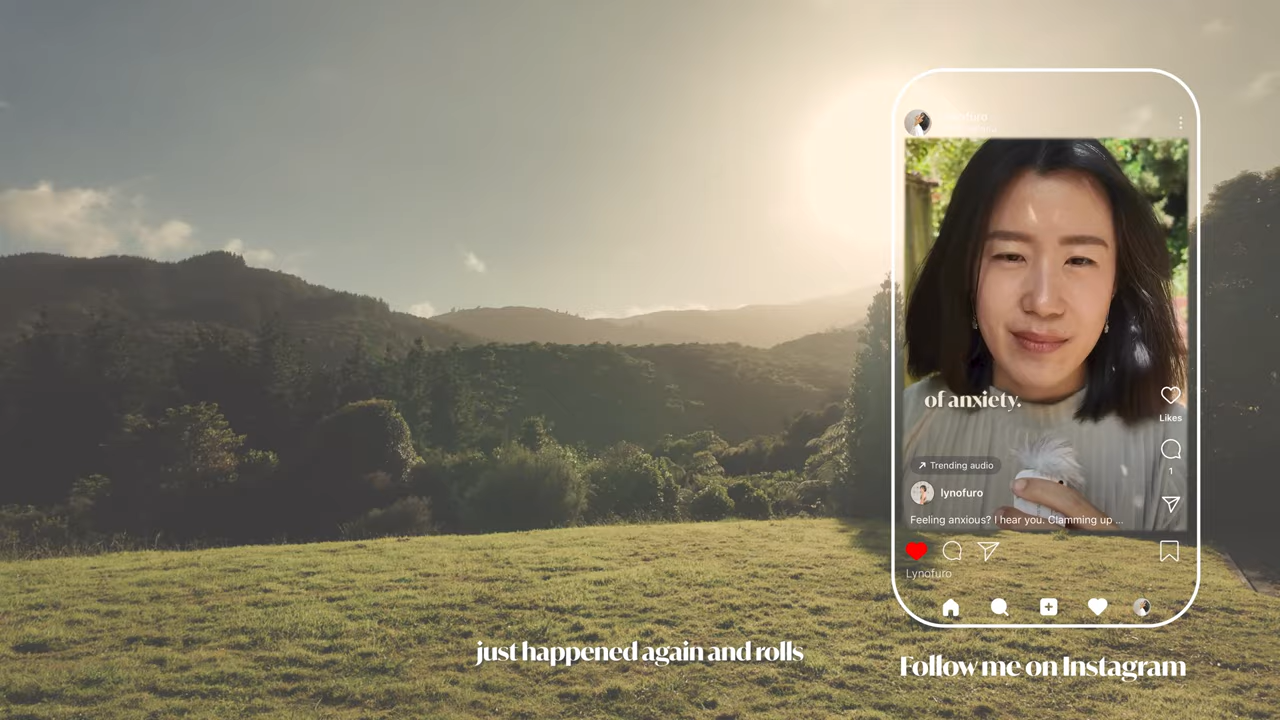 of anxiety.
Likes
1
Trending audio
lynofuro
Feeling anxious? I hear you. Clamming up ...
Lynofuro
just happened again and rolls
Follow me on Instagram